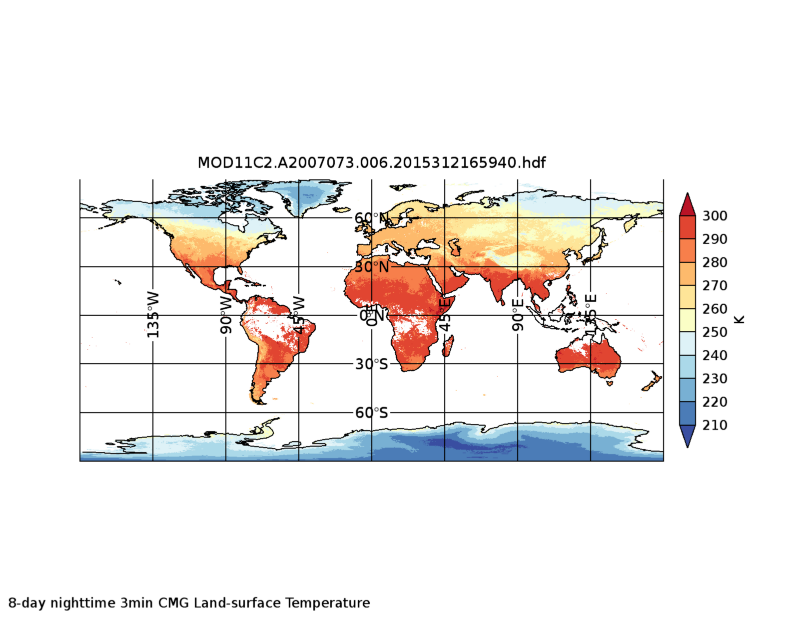 MOD11C2.A2007073.006.2015312165940.hdf
60°N
30°N
0°N
30°S
60°S
135°W
90°W
45°W
0°E
45°E
90°E
135°E
300
290
280
270
260
250
240
230
220
210
K
8-day nighttime 3min CMG Land-surface Temperature